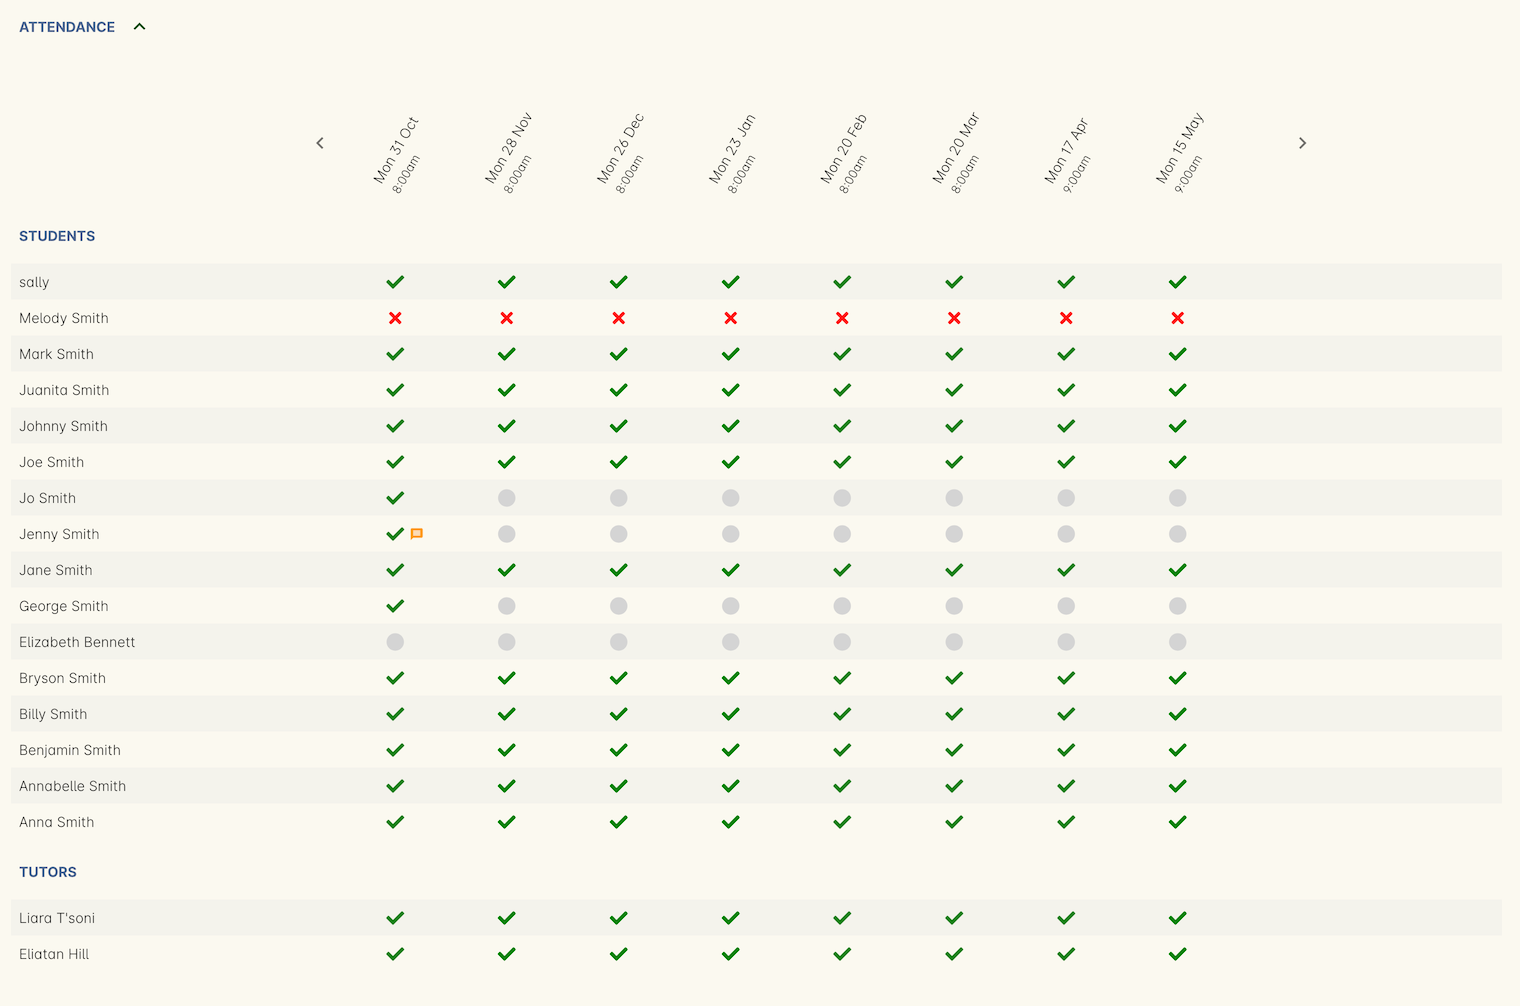 ATTENDANCE
Mon 31 Oct
8:00am
Mon 28 Nov
8:00am
Mon 26 Dec
8:00am
Mon 23 Jan
8:00am
Mon 20 Feb
8:00am
Mon 20 Mar
8:00am
Mon 17 Apr
9:00am
Mon 15 May
9:00am
STUDENTS
sally
Melody Smith
Mark Smith
Juanita Smith
Johnny Smith
Joe Smith
Jo Smith
Jenny Smith
Jane Smith
George Smith
Elizabeth Bennett
Bryson Smith
Billy Smith
Benjamin Smith
Annabelle Smith
Anna Smith
TUTORS
Liara T'soni
Eliatan Hill